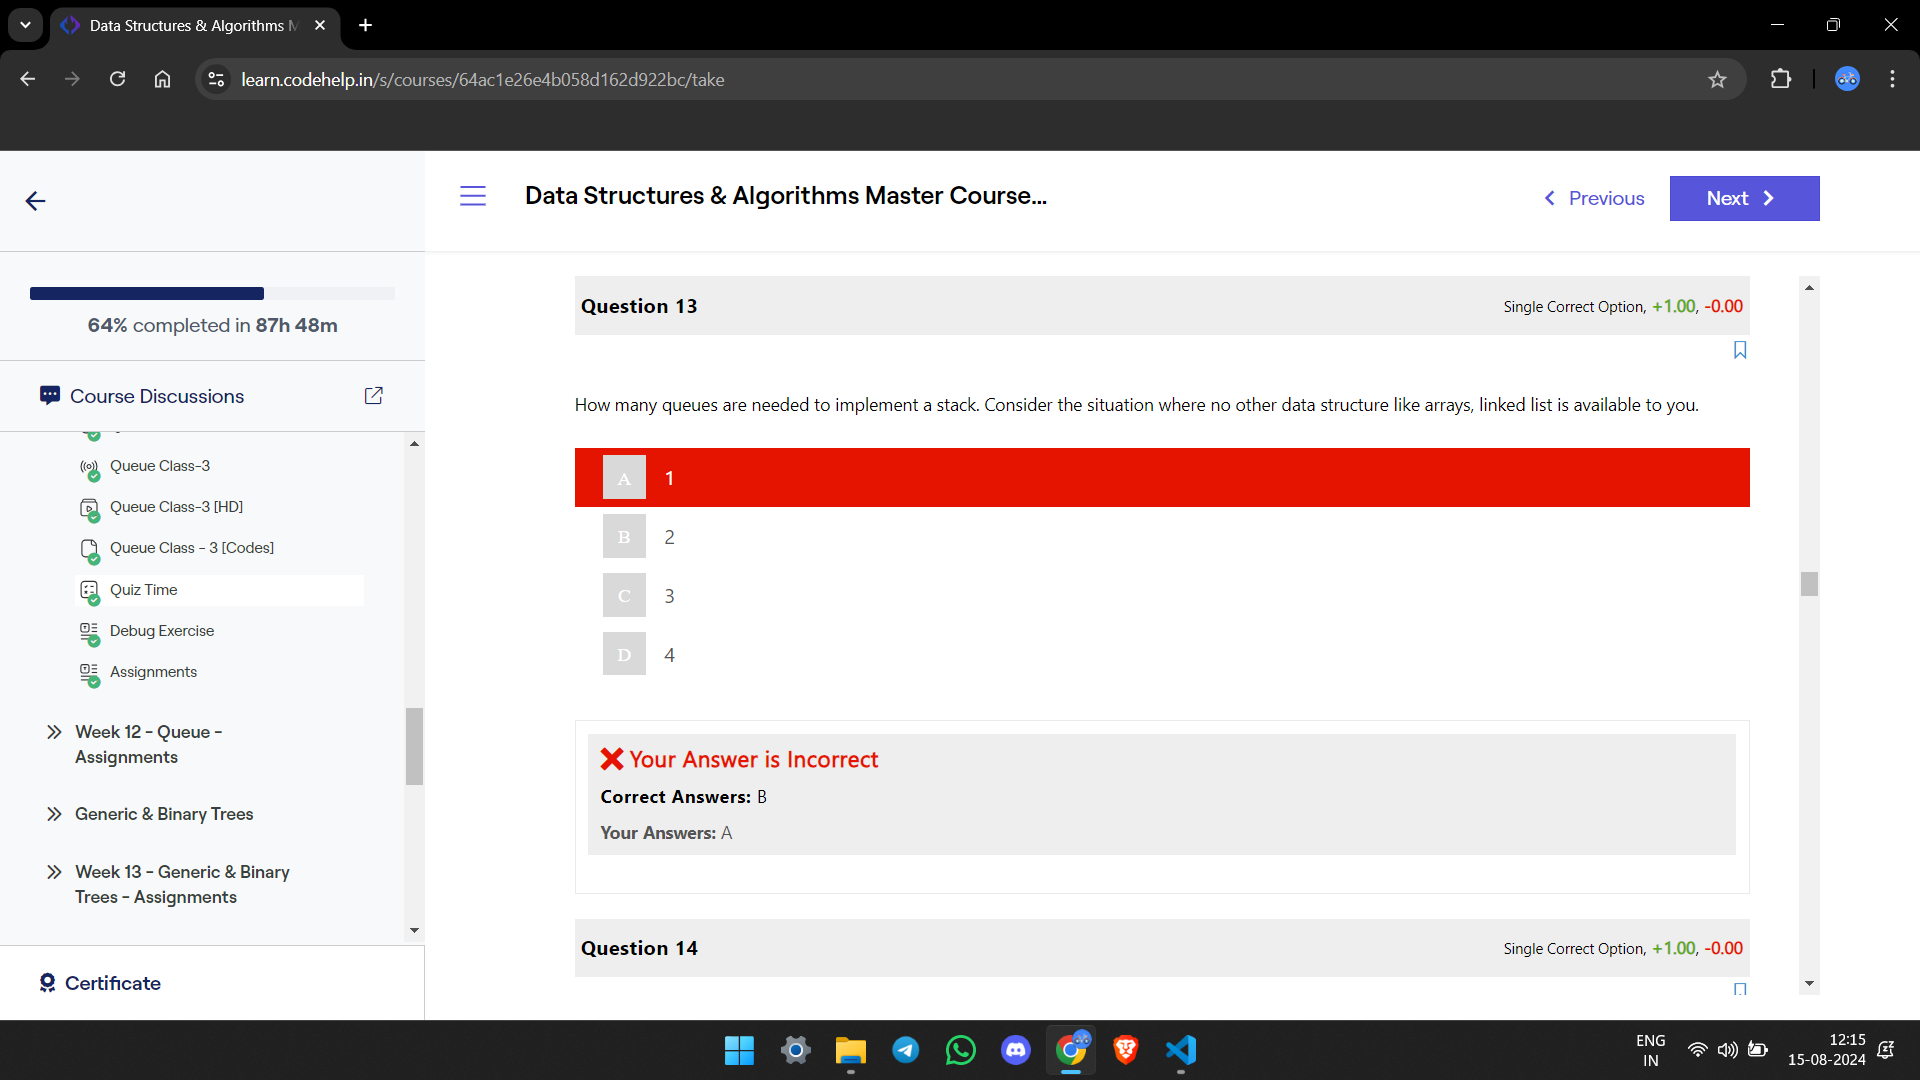 Data Structures & Algorithms M
learn.codehelp.in/s/courses/64ac1e26e4b058d162d922bc/take
Data Structures & Algorithms Master Course...
Previous
Next
64% completed in 87h 48m
Course Discussions
Queue Class-3
Queue Class-3 [HD]
Queue Class - 3 [Codes]
Quiz Time
Debug Exercise
Assignments
Week 12 - Queue -
Assignments
Generic & Binary Trees
Week 13 - Generic & Binary
Trees - Assignments
Certificate
Question 13
Single Correct Option, +1.00, -0.00
How many queues are needed to implement a stack. Consider the situation where no other data structure like arrays, linked list is available to you.
A 1
B 2
C 3
D 4
Your Answer is Incorrect
Correct Answers: B
Your Answers: A
Question 14
Single Correct Option, +1.00, -0.00
ENG
IN
12:15
15-08-2024